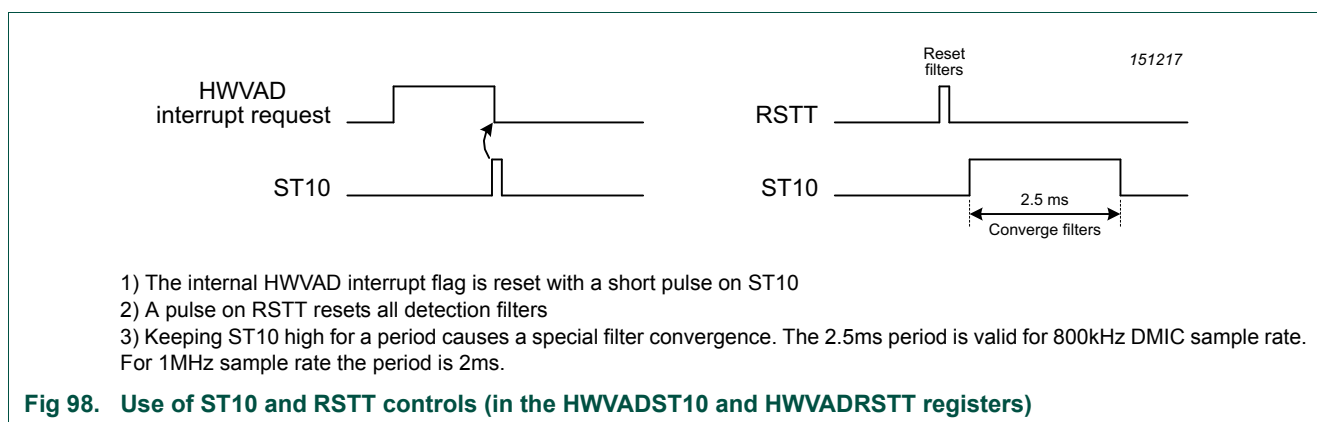 HWVAD
interrupt request
ST10
Reset
filters
151217
RSTT
ST10
2.5 ms
Converge filters
1) The internal HWVAD interrupt flag is reset with a short pulse on ST10
2) A pulse on RSTT resets all detection filters
3) Keeping ST10 high for a period causes a special filter convergence. The 2.5ms period is valid for 800kHz DMIC sample rate.
For 1MHz sample rate the period is 2ms.
Fig 98. Use of ST10 and RSTT controls (in the HWVADST10 and HWVADRSTT registers)